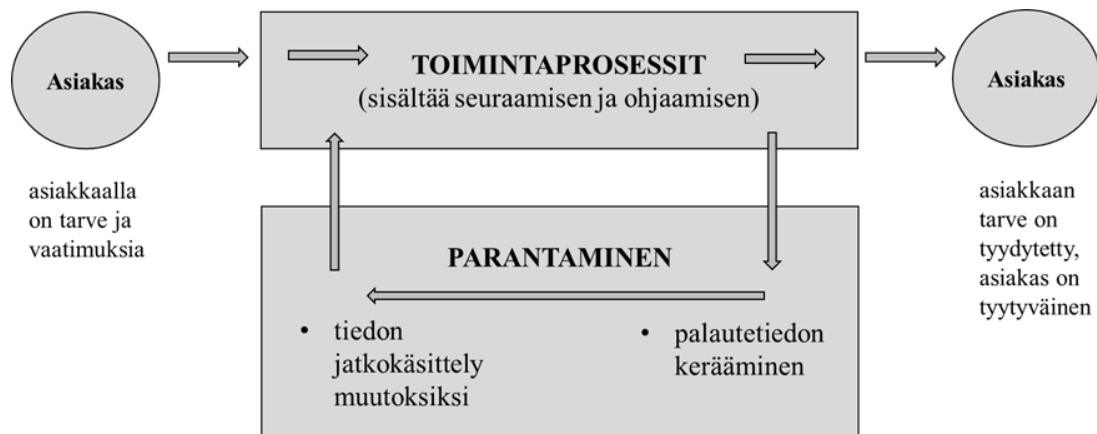 Asiakas
asiakkaalla
on tarve ja
vaatimuksia
TOIMINTAPROSESSIT
(sisältää seuraamisen ja ohjaamisen)
Asiakas
asiakkaan
tarve on
tyydytetty,
asiakas on
tyytyväinen
PARANTAMINEN
• tiedon
jatkokäsittely
muutoksiksi
• palautetiedon
kerääminen